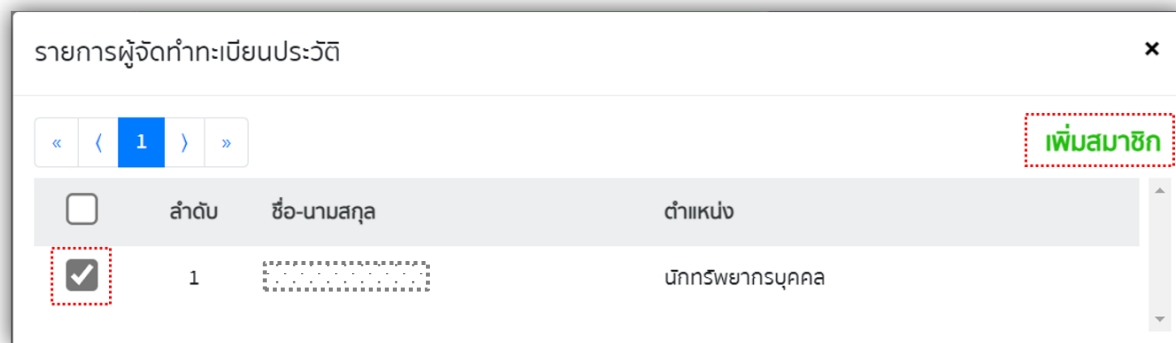 รายการผู้จัดทำทะเบียนประวัติ ×
« ⟨ 1 ⟩ » เพิ่มสมาชิก
ลำดับ ชื่อ-นามสกุล ตำแหน่ง
1 นักทรัพยากรบุคคล